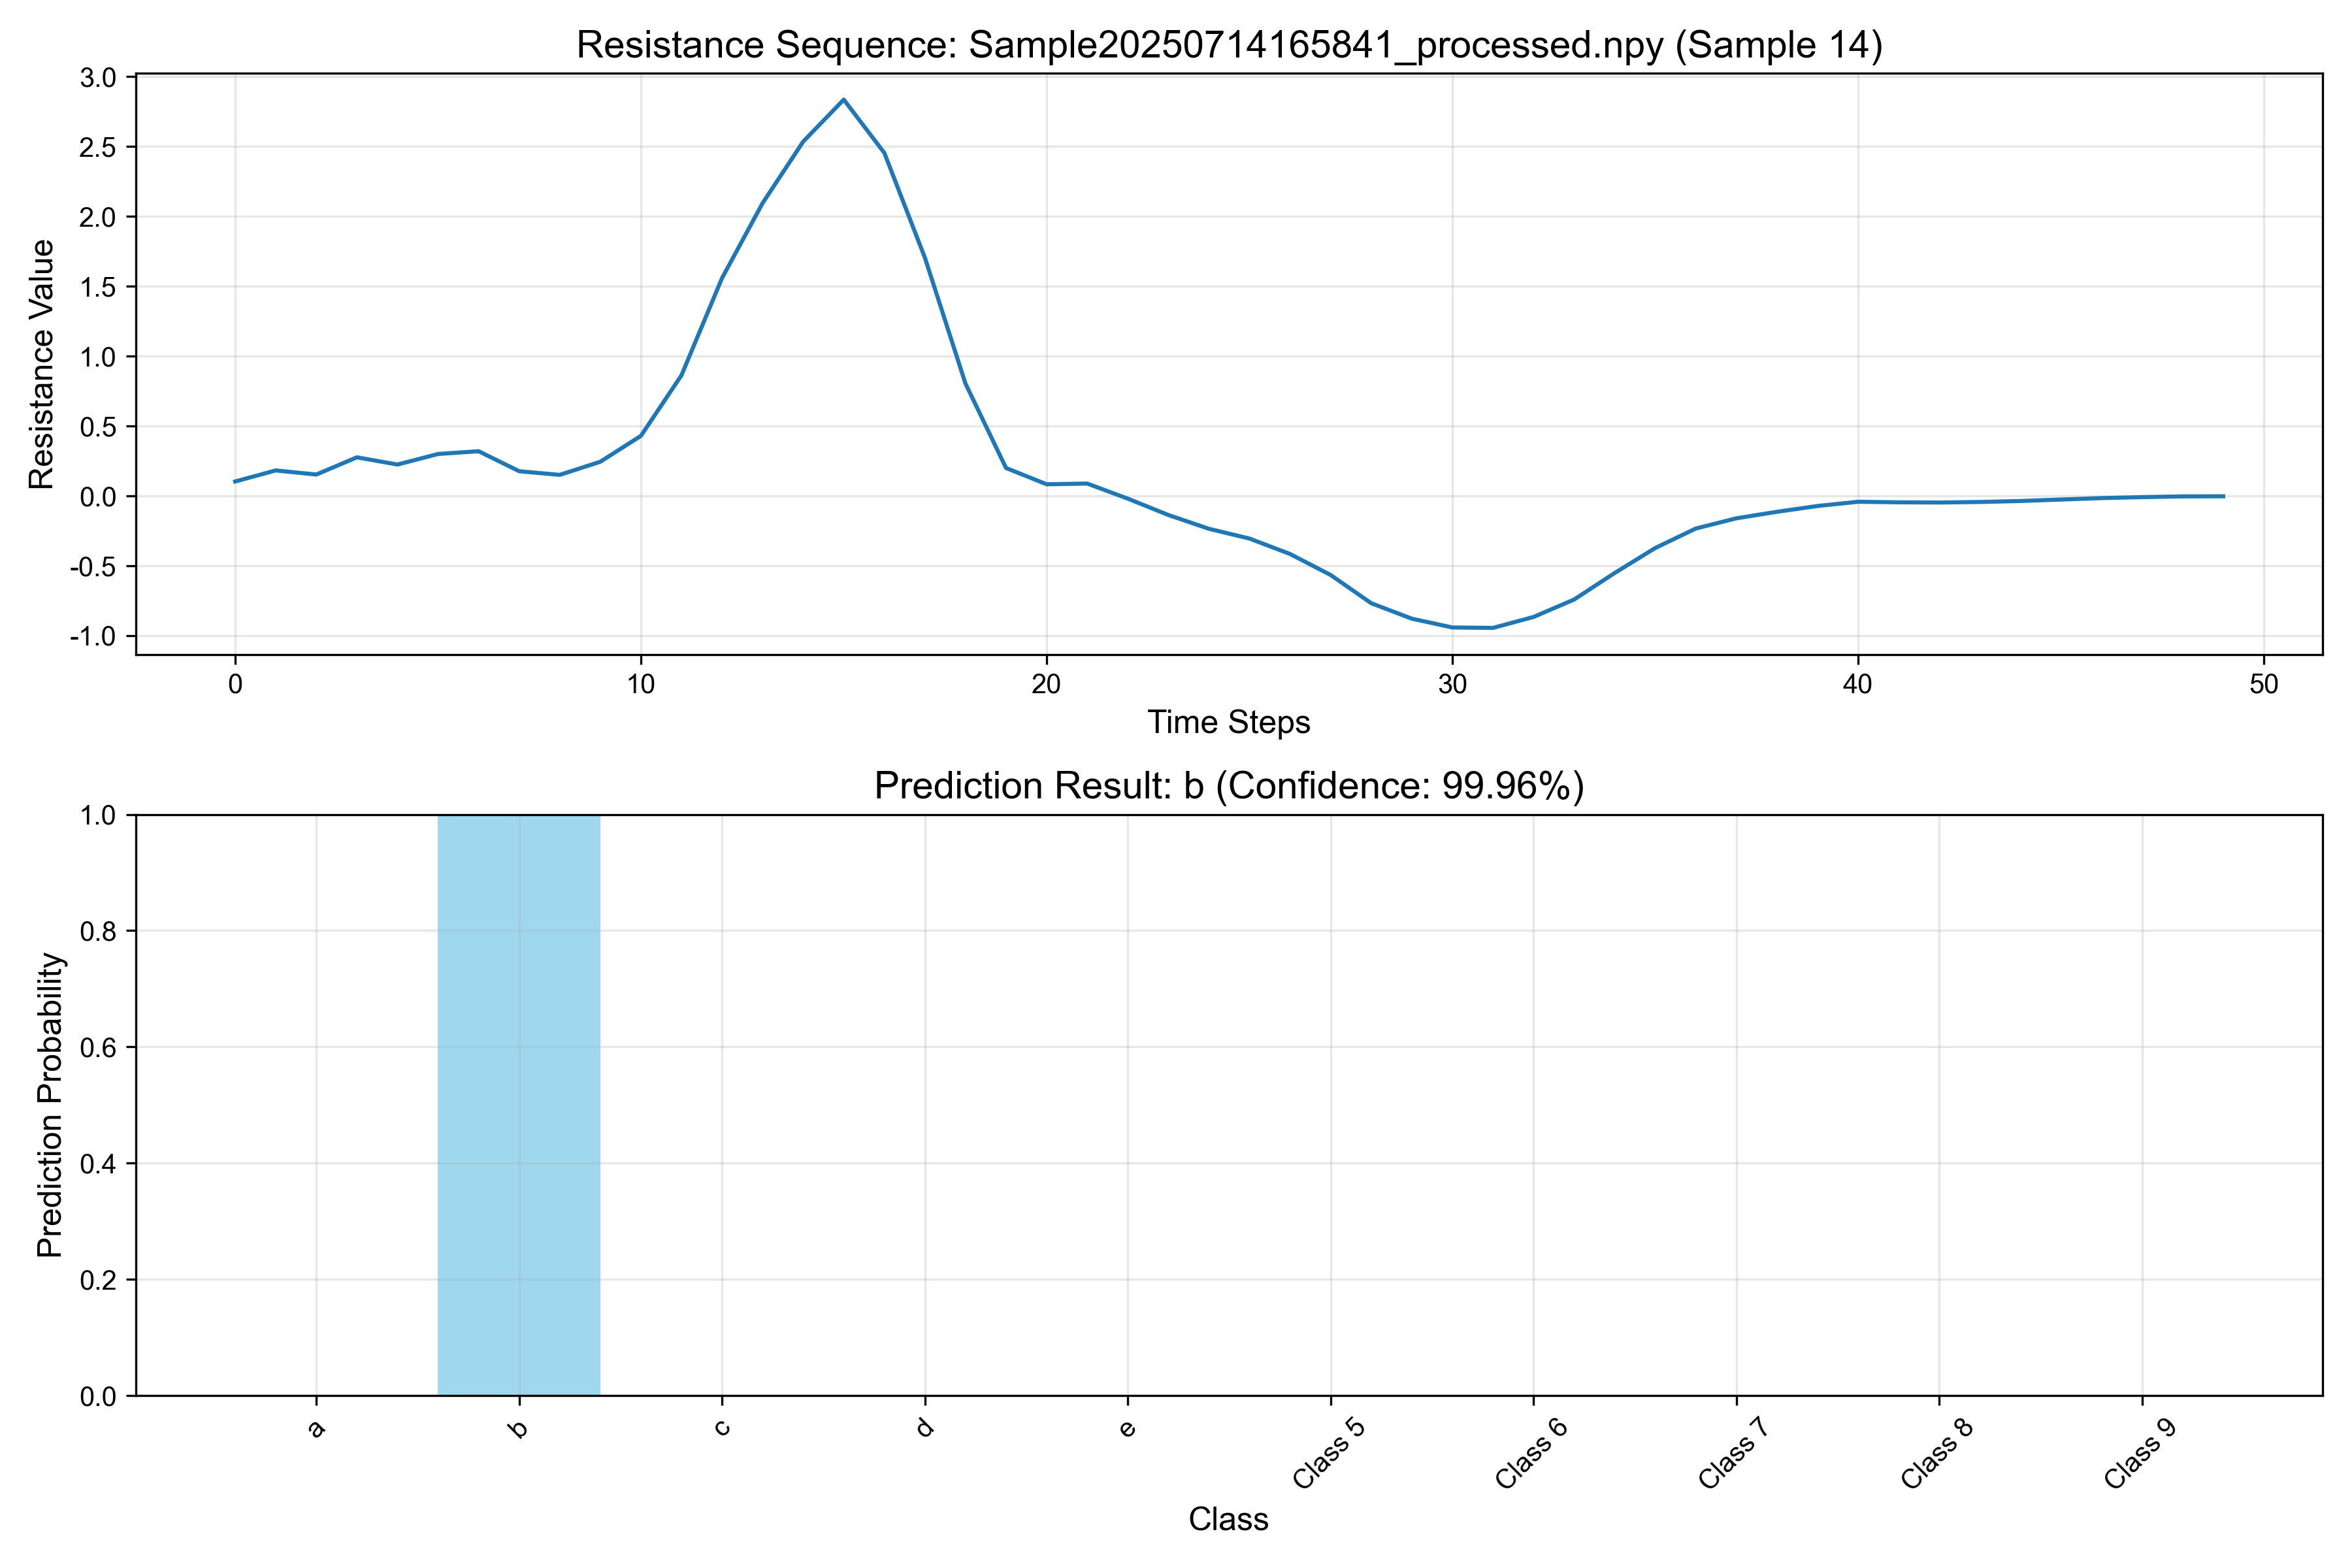 Resistance Sequence: Sample20250714165841_processed.npy (Sample 14)
Resistance Value
3.0
2.5
2.0
1.5
1.0
0.5
0.0
-0.5
-1.0
0 10 20 30 40 50
Time Steps
Prediction Result: b (Confidence: 99.96%)
Prediction Probability
1.0
0.8
0.6
0.4
0.2
0.0
a b c d e Class 5 Class 6 Class 7 Class 8 Class 9
Class